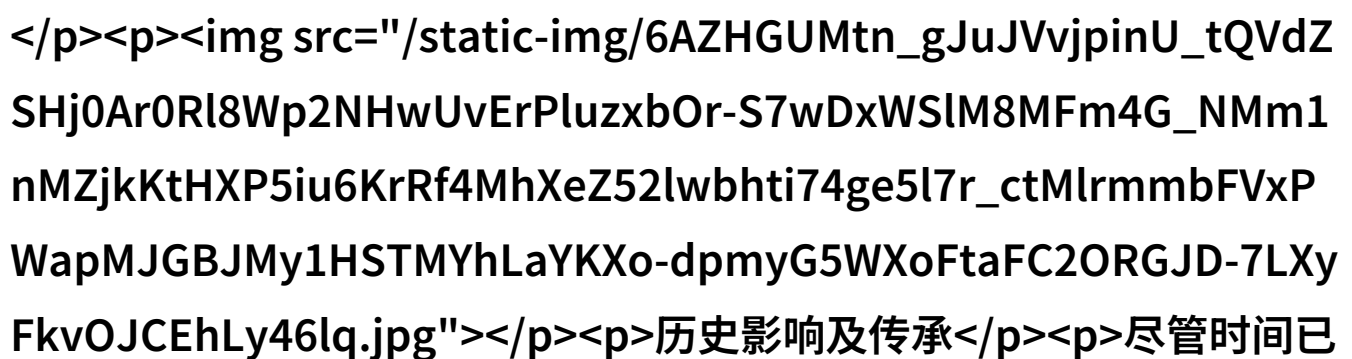 </p><p><img src="/static-img/6AZHGUMtn_gJuJVvjpinU_tQVdZ
SHj0Ar0Rl8Wp2NHwUvErPluzxbOr-S7wDxWSlM8MFm4G_NMm1
nMZjkKtHXP5iu6KrRf4MhXeZ52lwbhti74ge5l7r_ctMlrmmbFVxP
WapMJGBJMy1HSTMYhLaYKXo-dpmyG5WXoFtaFC2ORGJD-7LXy
FkvOJCEhLy46lq.jpg"></p><p>历史影响及传承</p><p>尽管时间已